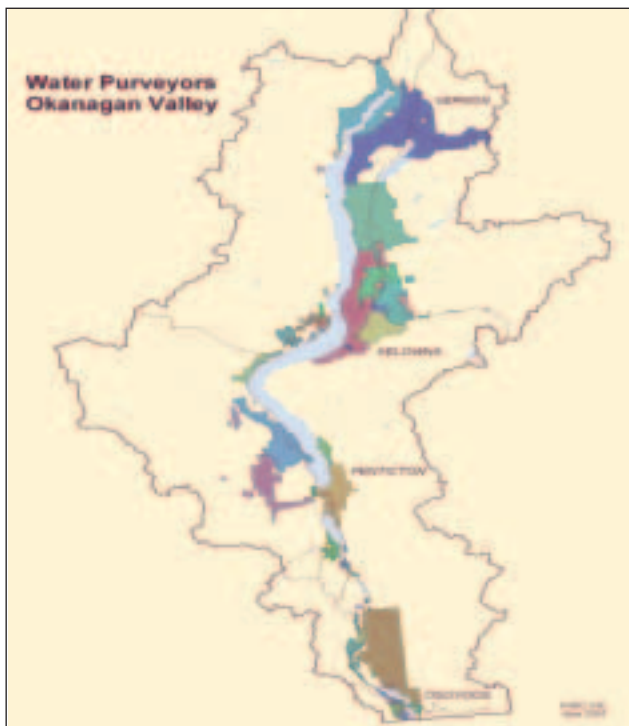 Water Purveyors
Okanagan Valley
VERNON
KELOWNA
PENTICTON
OSOYOOS